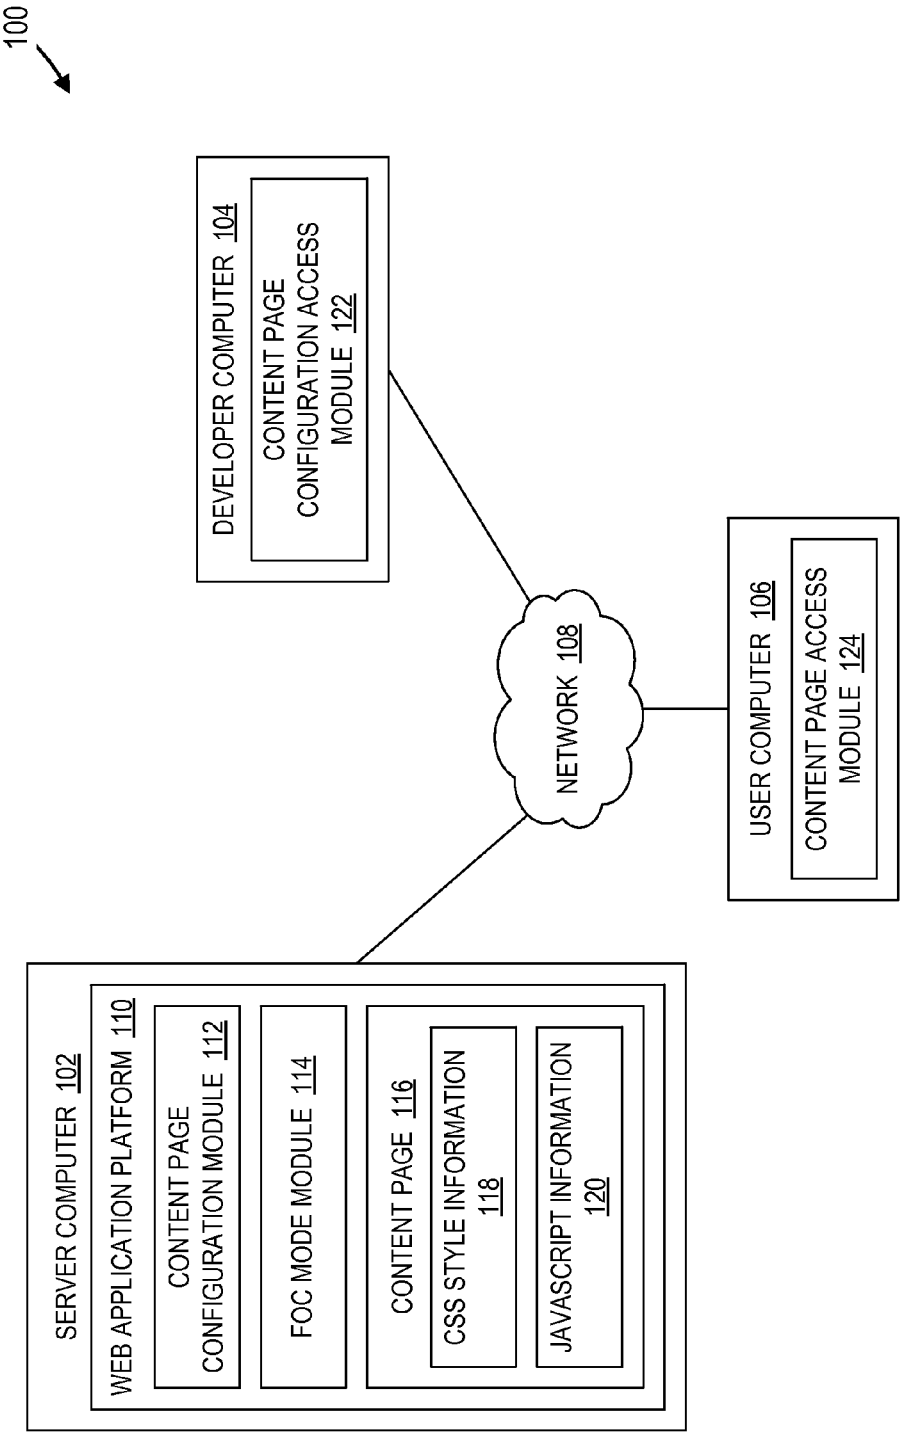 100
SERVER COMPUTER 102
WEB APPLICATION PLATFORM 110
CONTENT PAGE
CONFIGURATION MODULE 112
FOC MODE MODULE 114
CONTENT PAGE 116
CSS STYLE INFORMATION
118
JAVASCRIPT INFORMATION
120
NETWORK 108
DEVELOPER COMPUTER 104
CONTENT PAGE
CONFIGURATION ACCESS
MODULE 122
USER COMPUTER 106
CONTENT PAGE ACCESS
MODULE 124